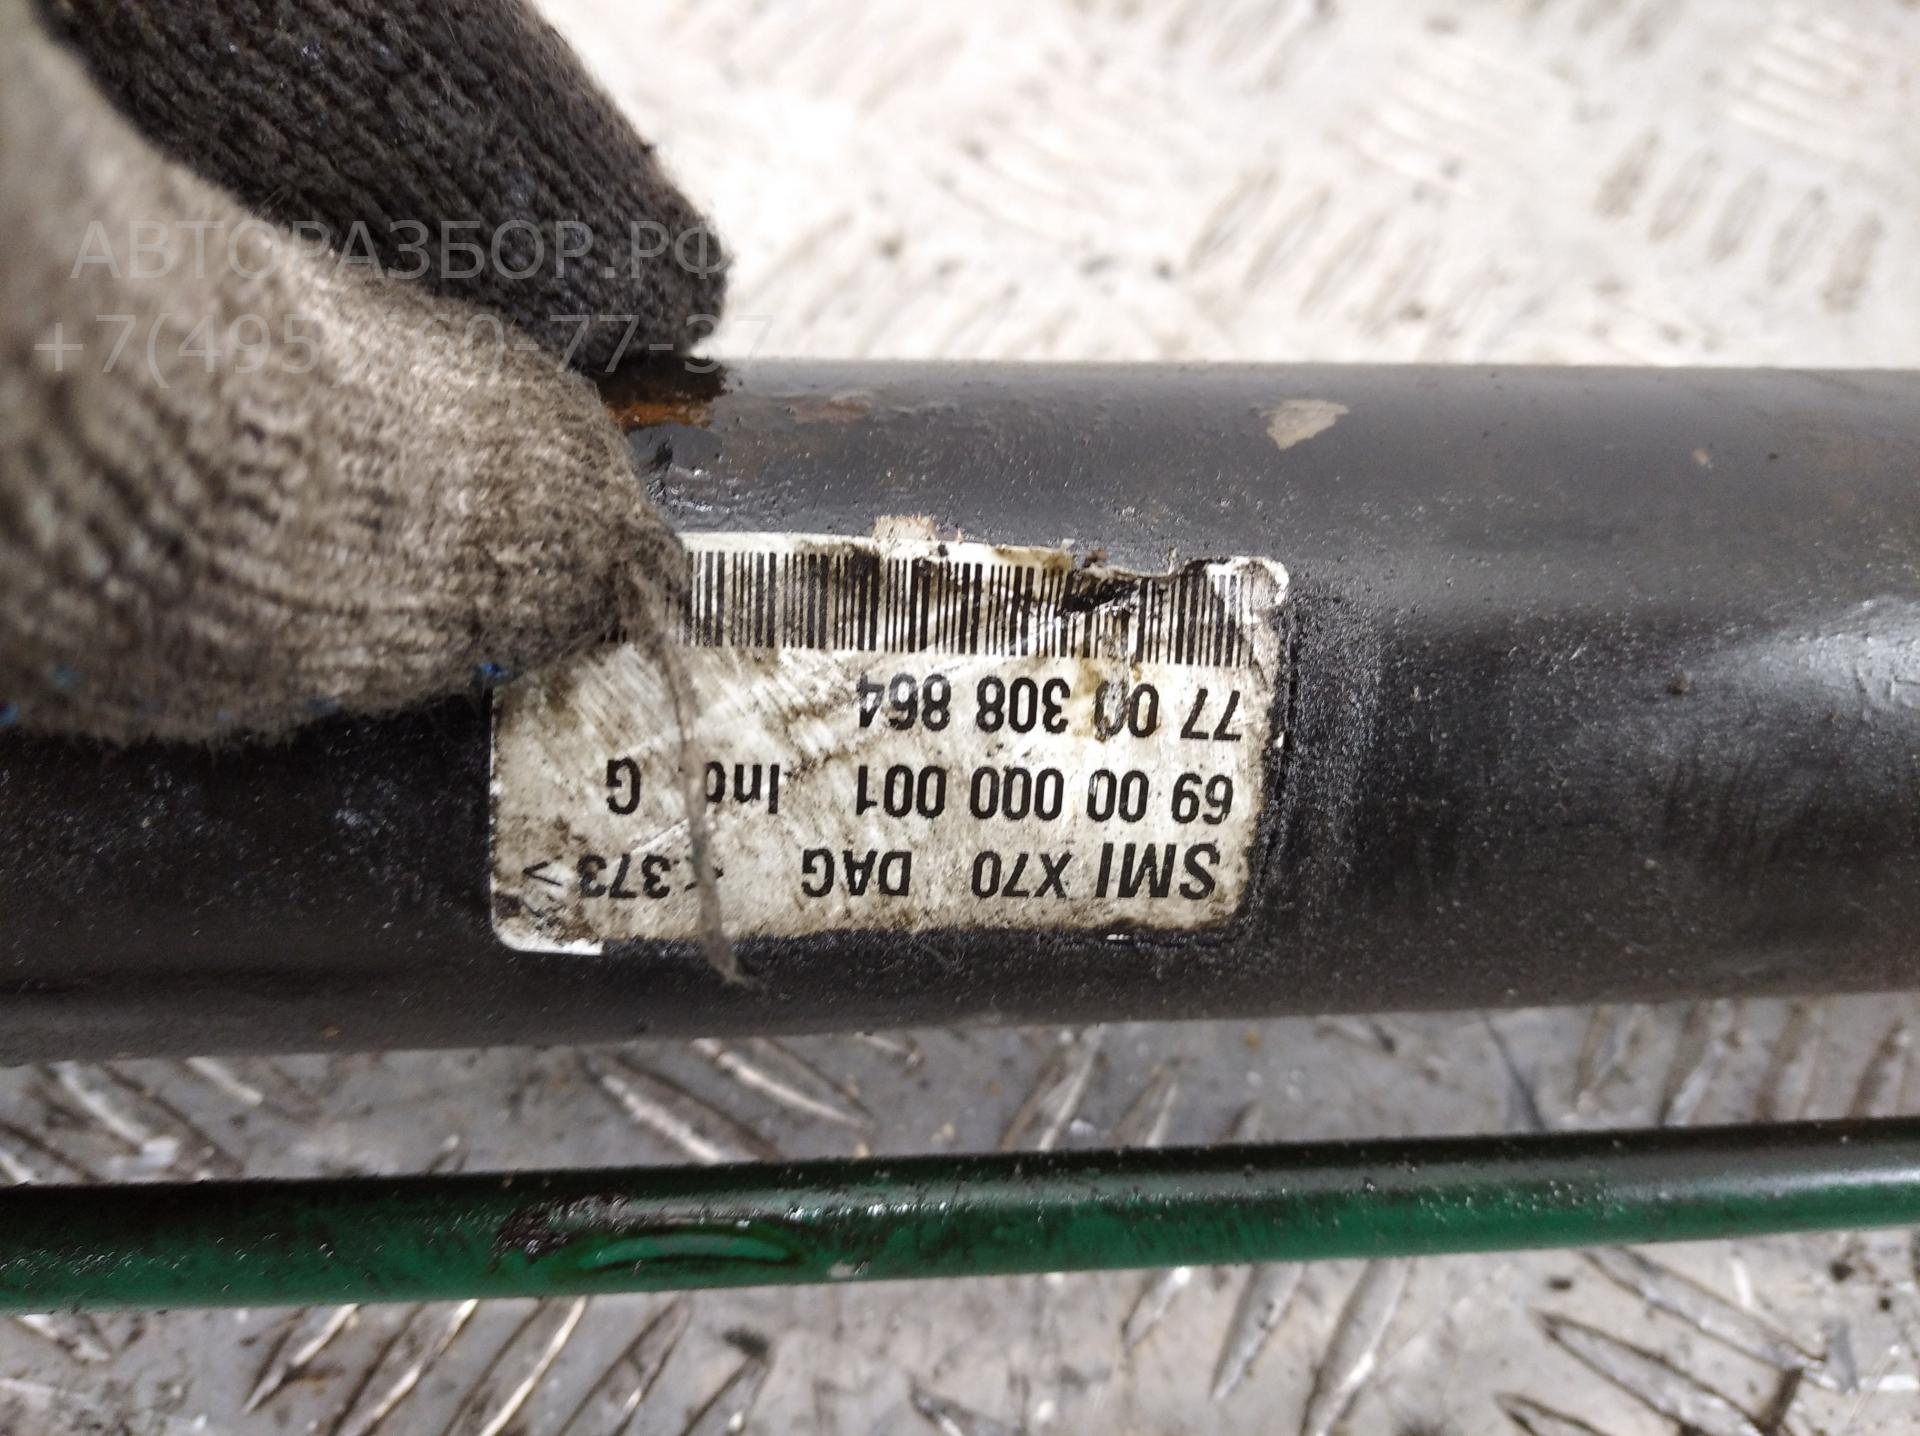 АВТОРАЗБОР.РФ
SMI X70 DAG 373 >
69 00 000 001 Ind G
77 00 308 864